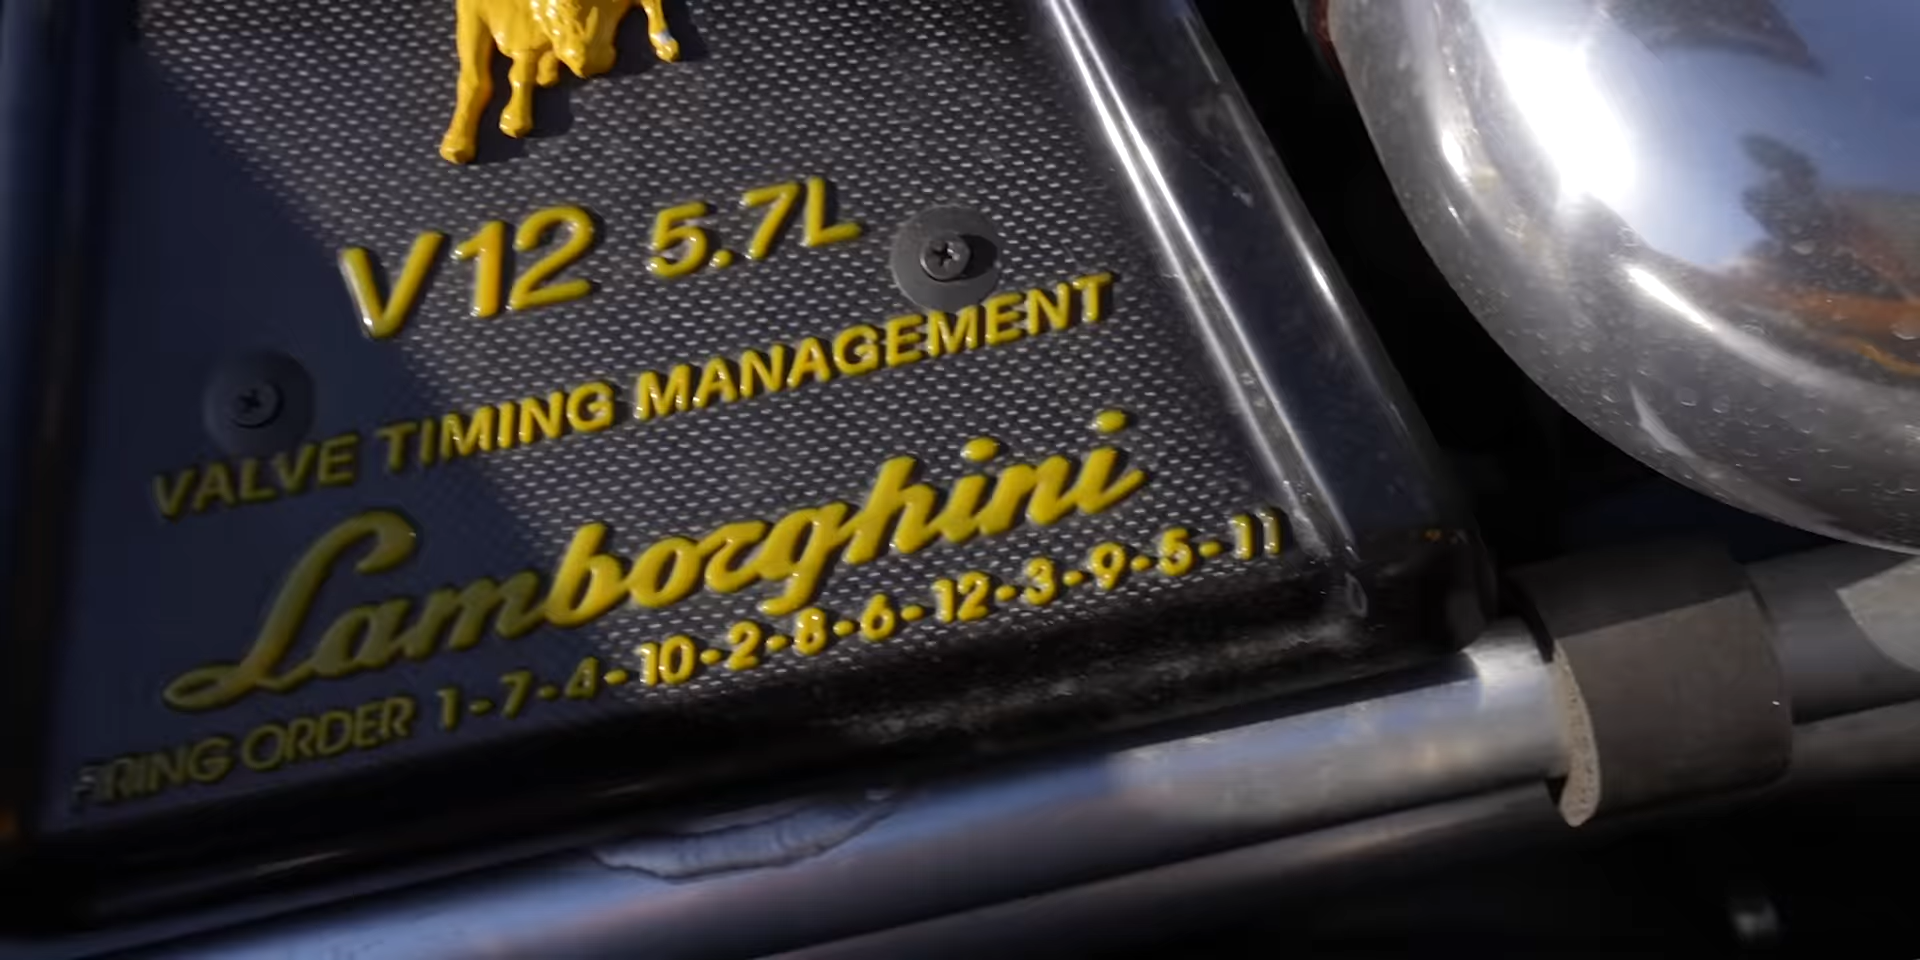 V12 5.7L
VALVE TIMING MANAGEMENT
Lamborghini
FIRING ORDER 1-7-4-10-2-8-6-12-3-9-5-11